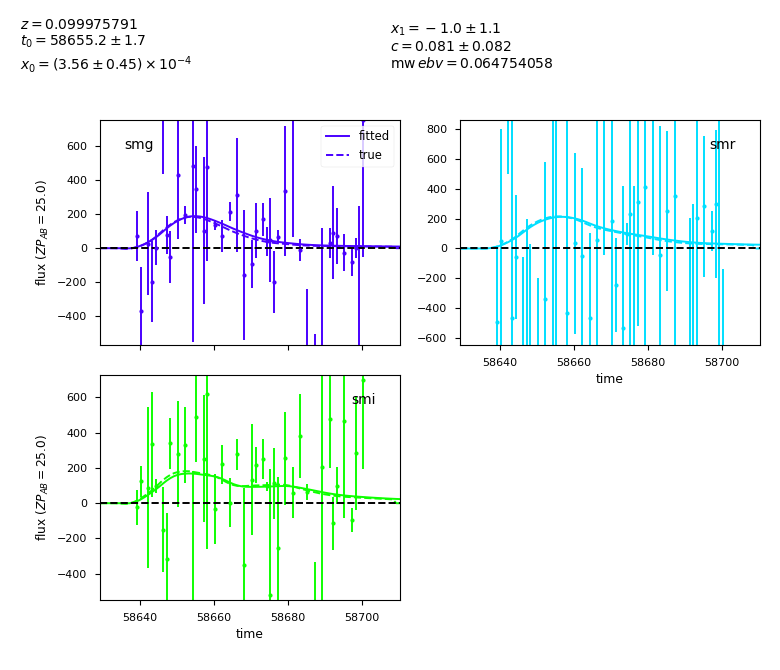 z = 0.099975791
t₀ = 58655.2 ± 1.7
x₀ = (3.56 ± 0.45) × 10⁻⁴
x₁ = −1.0 ± 1.1
c = 0.081 ± 0.082
mw ebv = 0.064754058
smg
fitted
true
flux (ZP_AB = 25.0)
600
400
200
0
−200
−400
smr
800
600
400
200
0
−200
−400
−600
58640 58660 58680 58700
time
smi
flux (ZP_AB = 25.0)
600
400
200
0
−200
−400
58640 58660 58680 58700
time